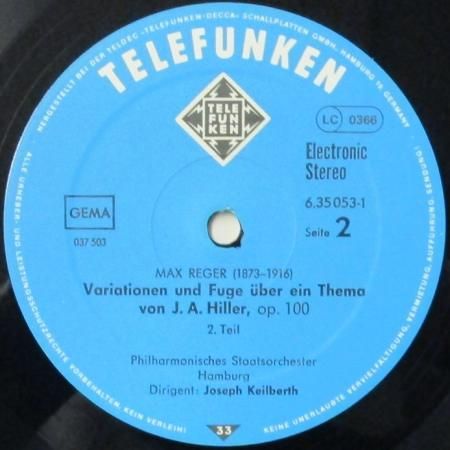 HERGESTELLT BEI DER TELDEC »TELEFUNKEN-DECCA« SCHALLPLATTEN GMBH, HAMBURG 19, GERMANY
TELEFUNKEN
TELE
FUN
KEN
LC 0366
Electronic
Stereo
6.35 053-1
Seite 2
GEMA
037 503
MAX REGER (1873–1916)
Variationen und Fuge über ein Thema
von J. A. Hiller, op. 100
2. Teil
Philharmonisches Staatsorchester
Hamburg
Dirigent: Joseph Keilberth
33
ALLE URHEBER- UND LEISTUNGSSCHUTZRECHTE VORBEHALTEN. KEIN VERLEIH!
KEINE UNERLAUBTE VERVIELFÄLTIGUNG, VERMIETUNG, AUFFÜHRUNG, SENDUNG!